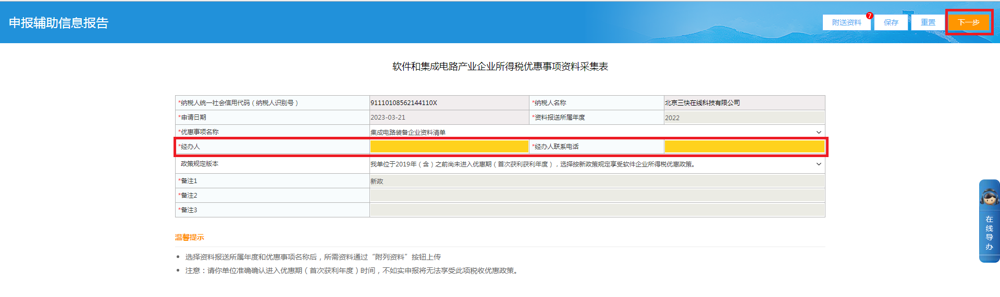 申报辅助信息报告
附送资料 7 保存 重置 下一步
软件和集成电路产业企业所得税优惠事项资料采集表
*纳税人统一社会信用代码（纳税人识别号） 91110108562144110X *纳税人名称 北京三快在线科技有限公司
*申请日期 2023-03-21 *资料报送所属年度 2022
*优惠事项名称 集成电路装备企业资料清单
*经办人 *经办人联系电话
政策规定版本 我单位于2019年（含）之前尚未进入优惠期（首次获利获利年度），选择按新政策规定享受软件企业所得税优惠政策。
*备注1 新政
*备注2
*备注3
温馨提示
• 选择资料报送所属年度和优惠事项名称后，所需资料通过“附列资料”按钮上传
• 注意：请你单位准确确认进入优惠期（首次获利年度）时间，不如实申报将无法享受此项税收优惠政策。
在线导办